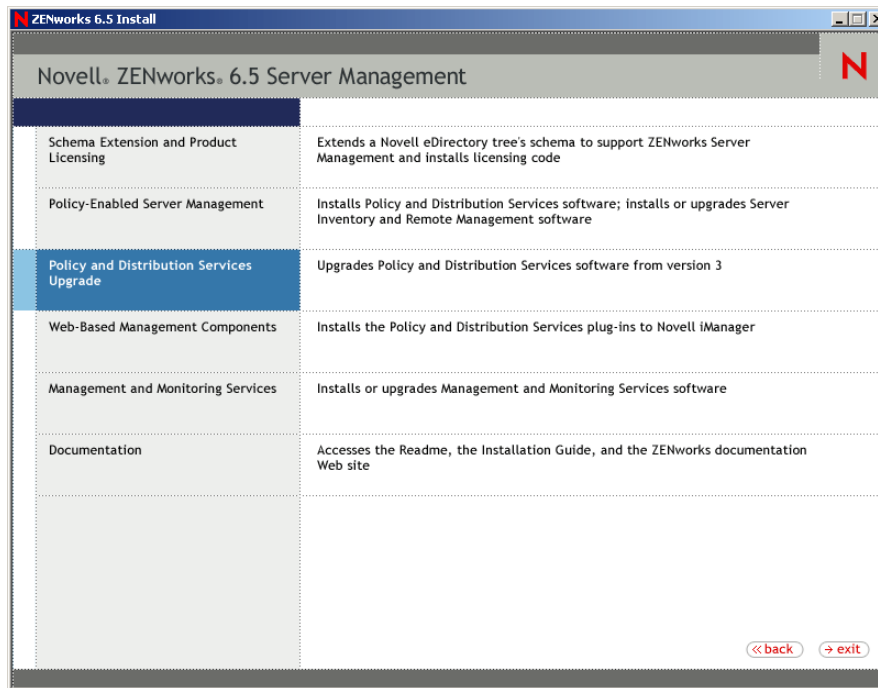 N ZENworks 6.5 Install
Novell® ZENworks® 6.5 Server Management
N
Schema Extension and Product
Licensing
Extends a Novell eDirectory tree's schema to support ZENworks Server
Management and installs licensing code
Policy-Enabled Server Management
Installs Policy and Distribution Services software; installs or upgrades Server
Inventory and Remote Management software
Policy and Distribution Services
Upgrade
Upgrades Policy and Distribution Services software from version 3
Web-Based Management Components
Installs the Policy and Distribution Services plug-ins to Novell iManager
Management and Monitoring Services
Installs or upgrades Management and Monitoring Services software
Documentation
Accesses the Readme, the Installation Guide, and the ZENworks documentation
Web site
« back
→ exit